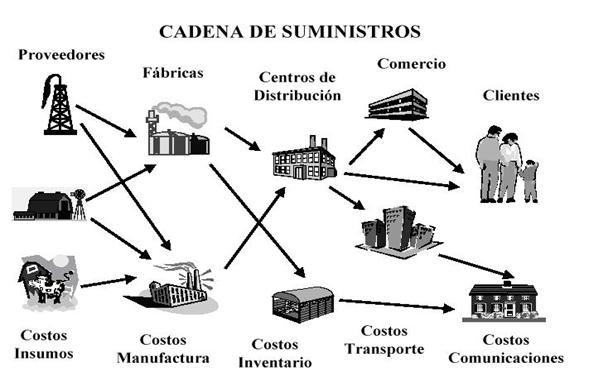 CADENA DE SUMINISTROS
Proveedores
Fábricas
Centros de
Distribución
Comercio
Clientes
Costos
Insumos
Costos
Manufactura
Costos
Inventario
Costos
Transporte
Costos
Comunicaciones